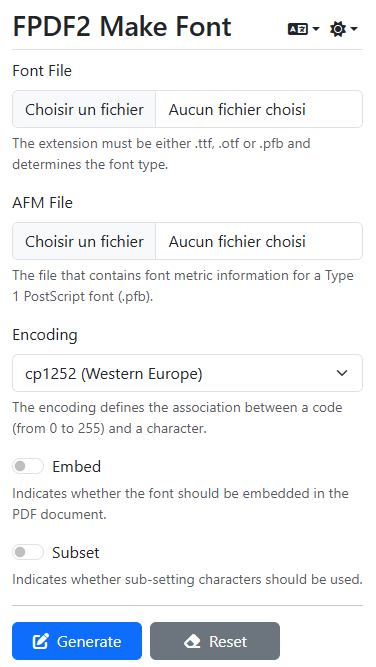 FPDF2 Make Font
Font File
Choisir un fichier Aucun fichier choisi
The extension must be either .ttf, .otf or .pfb and
determines the font type.
AFM File
Choisir un fichier Aucun fichier choisi
The file that contains font metric information for a Type
1 PostScript font (.pfb).
Encoding
cp1252 (Western Europe)
The encoding defines the association between a code
(from 0 to 255) and a character.
Embed
Indicates whether the font should be embedded in the
PDF document.
Subset
Indicates whether sub-setting characters should be used.
Generate Reset